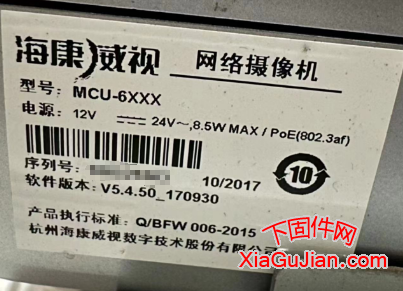 海康威视 网络摄像机
型号: MCU-6XXX
电源: 12V ⎓ 24V~,8.5W MAX / PoE(802.3af)
序列号:
10/2017
10
软件版本: V5.4.50_170930
产品执行标准: Q/BFW 006-2015
杭州海康威视数字技术股份有限公司
下固件网
XiaGuJian.com